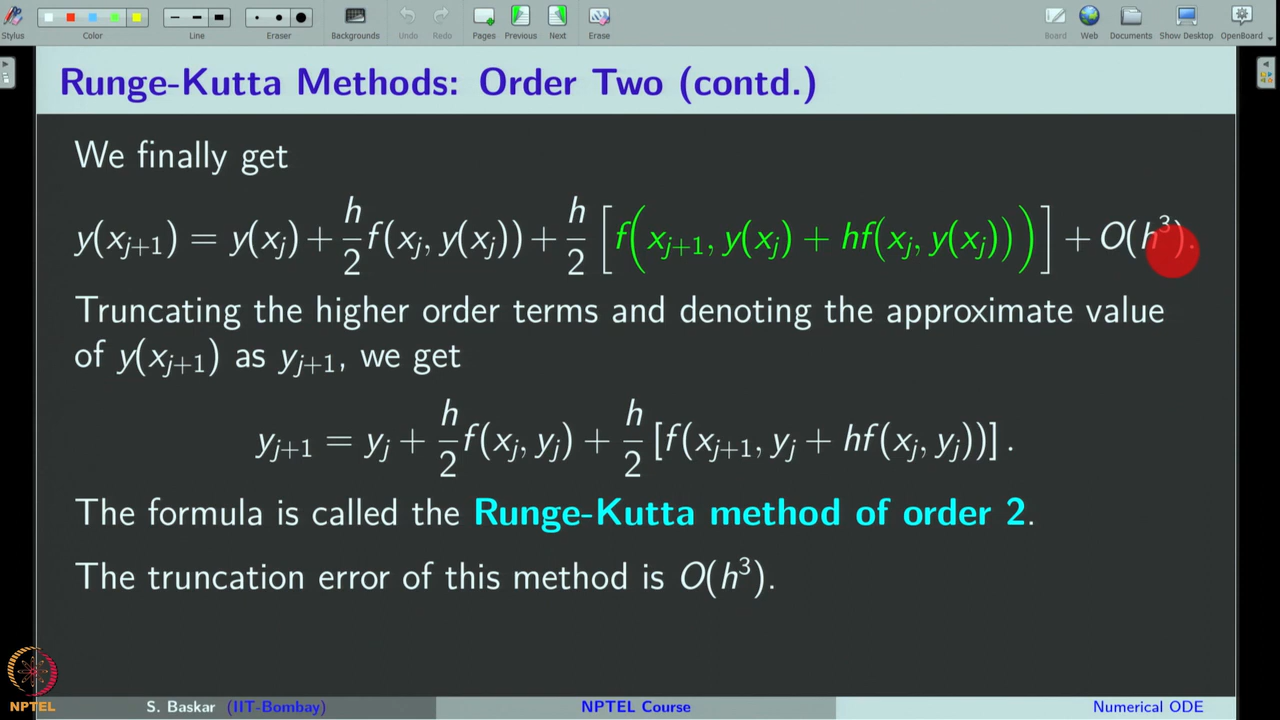 Stylus Color Line Eraser Backgrounds Undo Redo Pages Previous Next Erase Board Web Documents Show Desktop OpenBoard
Runge-Kutta Methods: Order Two (contd.)
We finally get
y(x_{j+1}) = y(x_j) + \frac{h}{2} f(x_j, y(x_j)) + \frac{h}{2} [ f( x_{j+1}, y(x_j) + hf(x_j, y(x_j)) ) ] + O(h^3).
Truncating the higher order terms and denoting the approximate value
of y(x_{j+1}) as y_{j+1}, we get
y_{j+1} = y_j + \frac{h}{2} f(x_j, y_j) + \frac{h}{2} [f(x_{j+1}, y_j + hf(x_j, y_j))] .
The formula is called the Runge-Kutta method of order 2.
The truncation error of this method is O(h^3).
NPTEL
S. Baskar (IIT-Bombay) NPTEL Course Numerical ODE